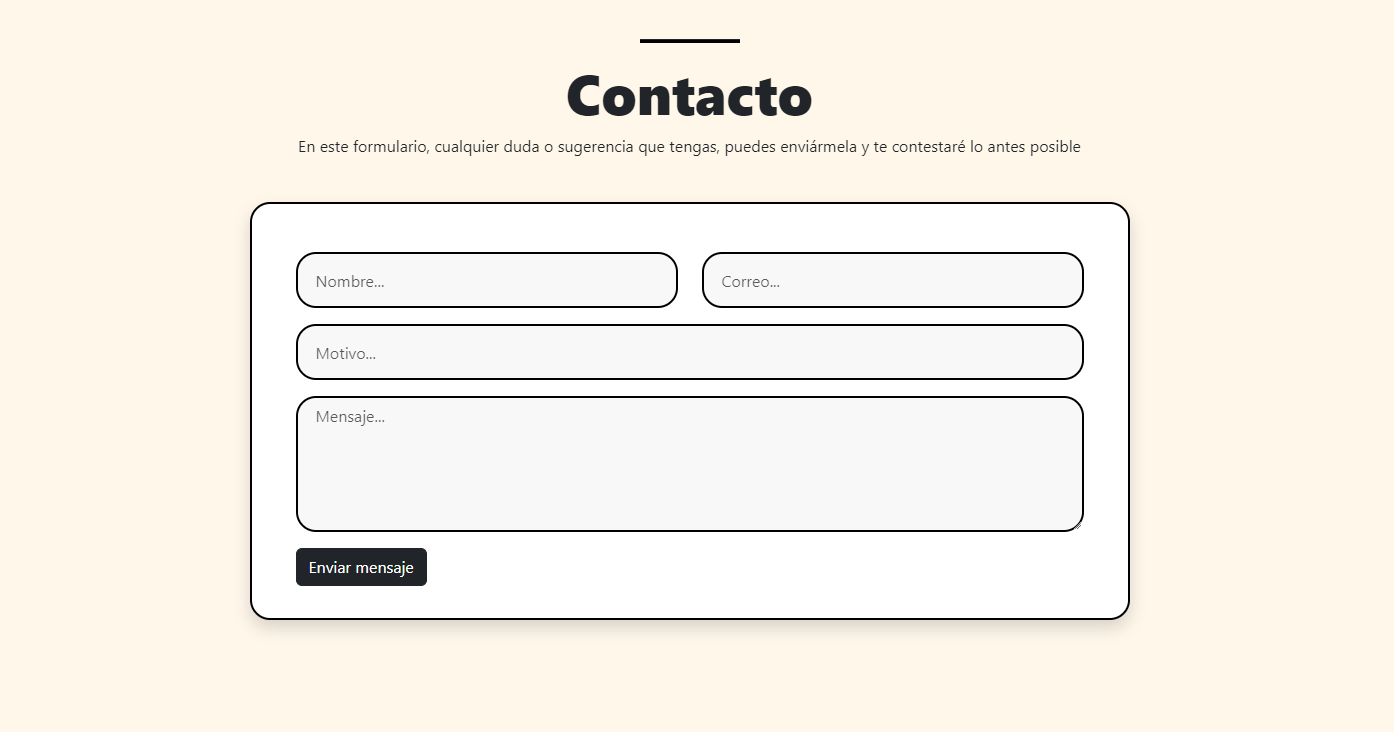 Contacto
En este formulario, cualquier duda o sugerencia que tengas, puedes enviármela y te contestaré lo antes posible
Nombre...
Correo...
Motivo...
Mensaje...
Enviar mensaje